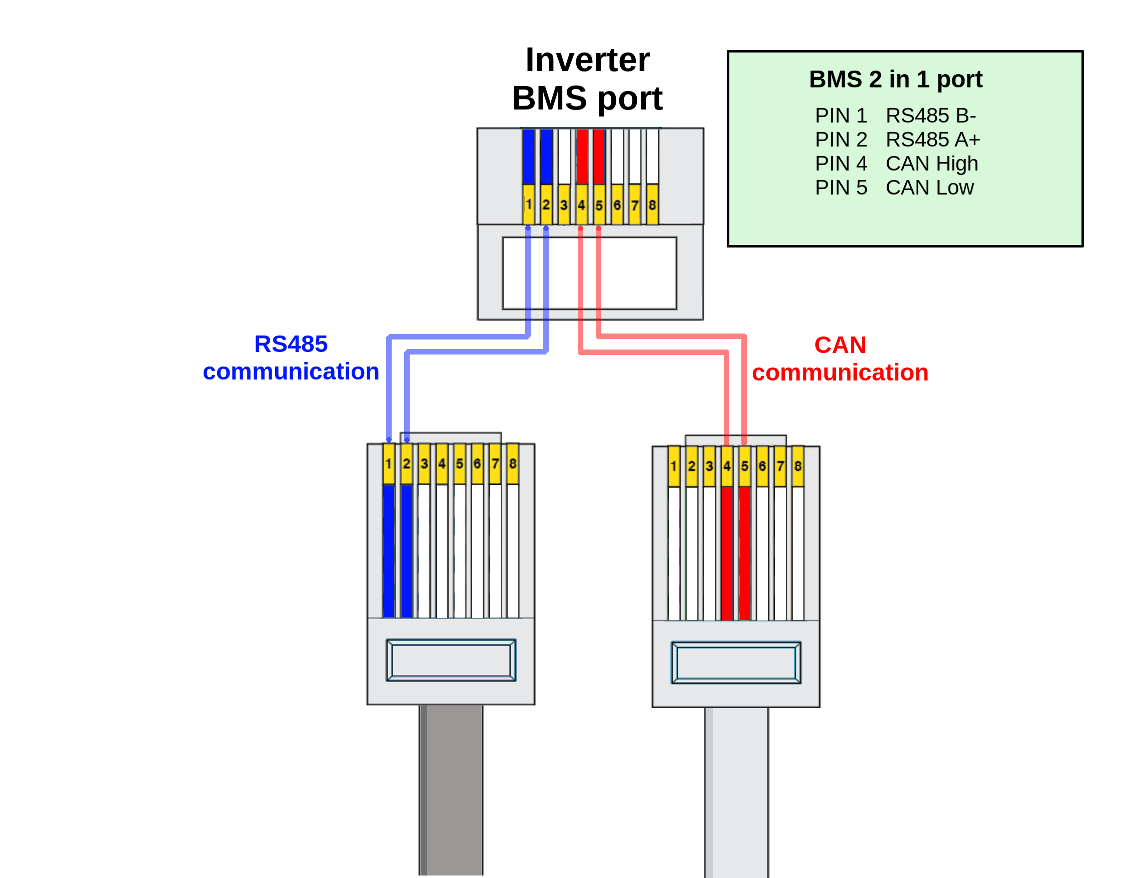 Inverter
BMS port
BMS 2 in 1 port
PIN 1 RS485 B-
PIN 2 RS485 A+
PIN 4 CAN High
PIN 5 CAN Low
1 2 3 4 5 6 7 8
RS485
communication
CAN
communication
1 2 3 4 5 6 7 8
1 2 3 4 5 6 7 8